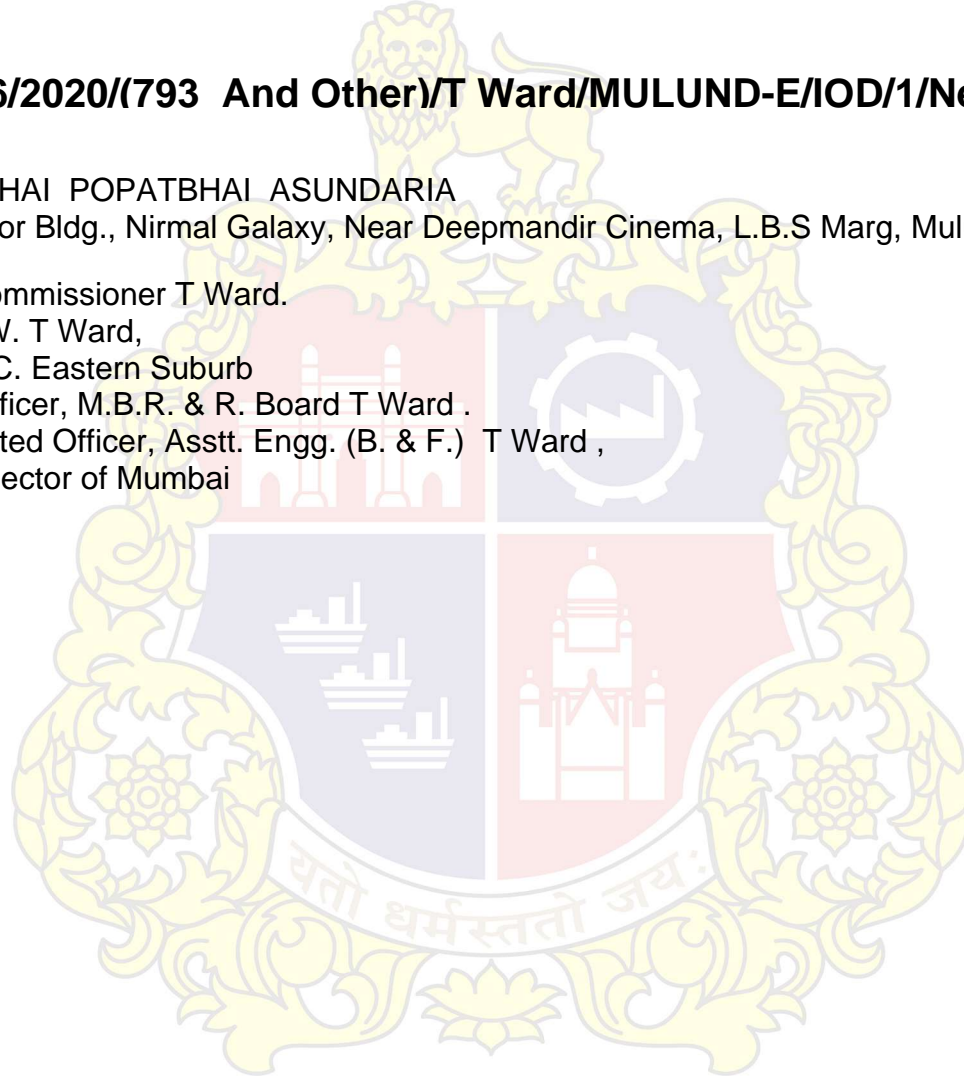 6/2020/(793 And Other)/T Ward/MULUND-E/IOD/1/Ne
HAI POPATBHAI ASUNDARIA
or Bldg., Nirmal Galaxy, Near Deepmandir Cinema, L.B.S Marg, Mul
ommissioner T Ward.
W. T Ward,
C. Eastern Suburb
fficer, M.B.R. & R. Board T Ward .
ted Officer, Asstt. Engg. (B. & F.) T Ward ,
ector of Mumbai
यतो धर्मस्ततो जय: